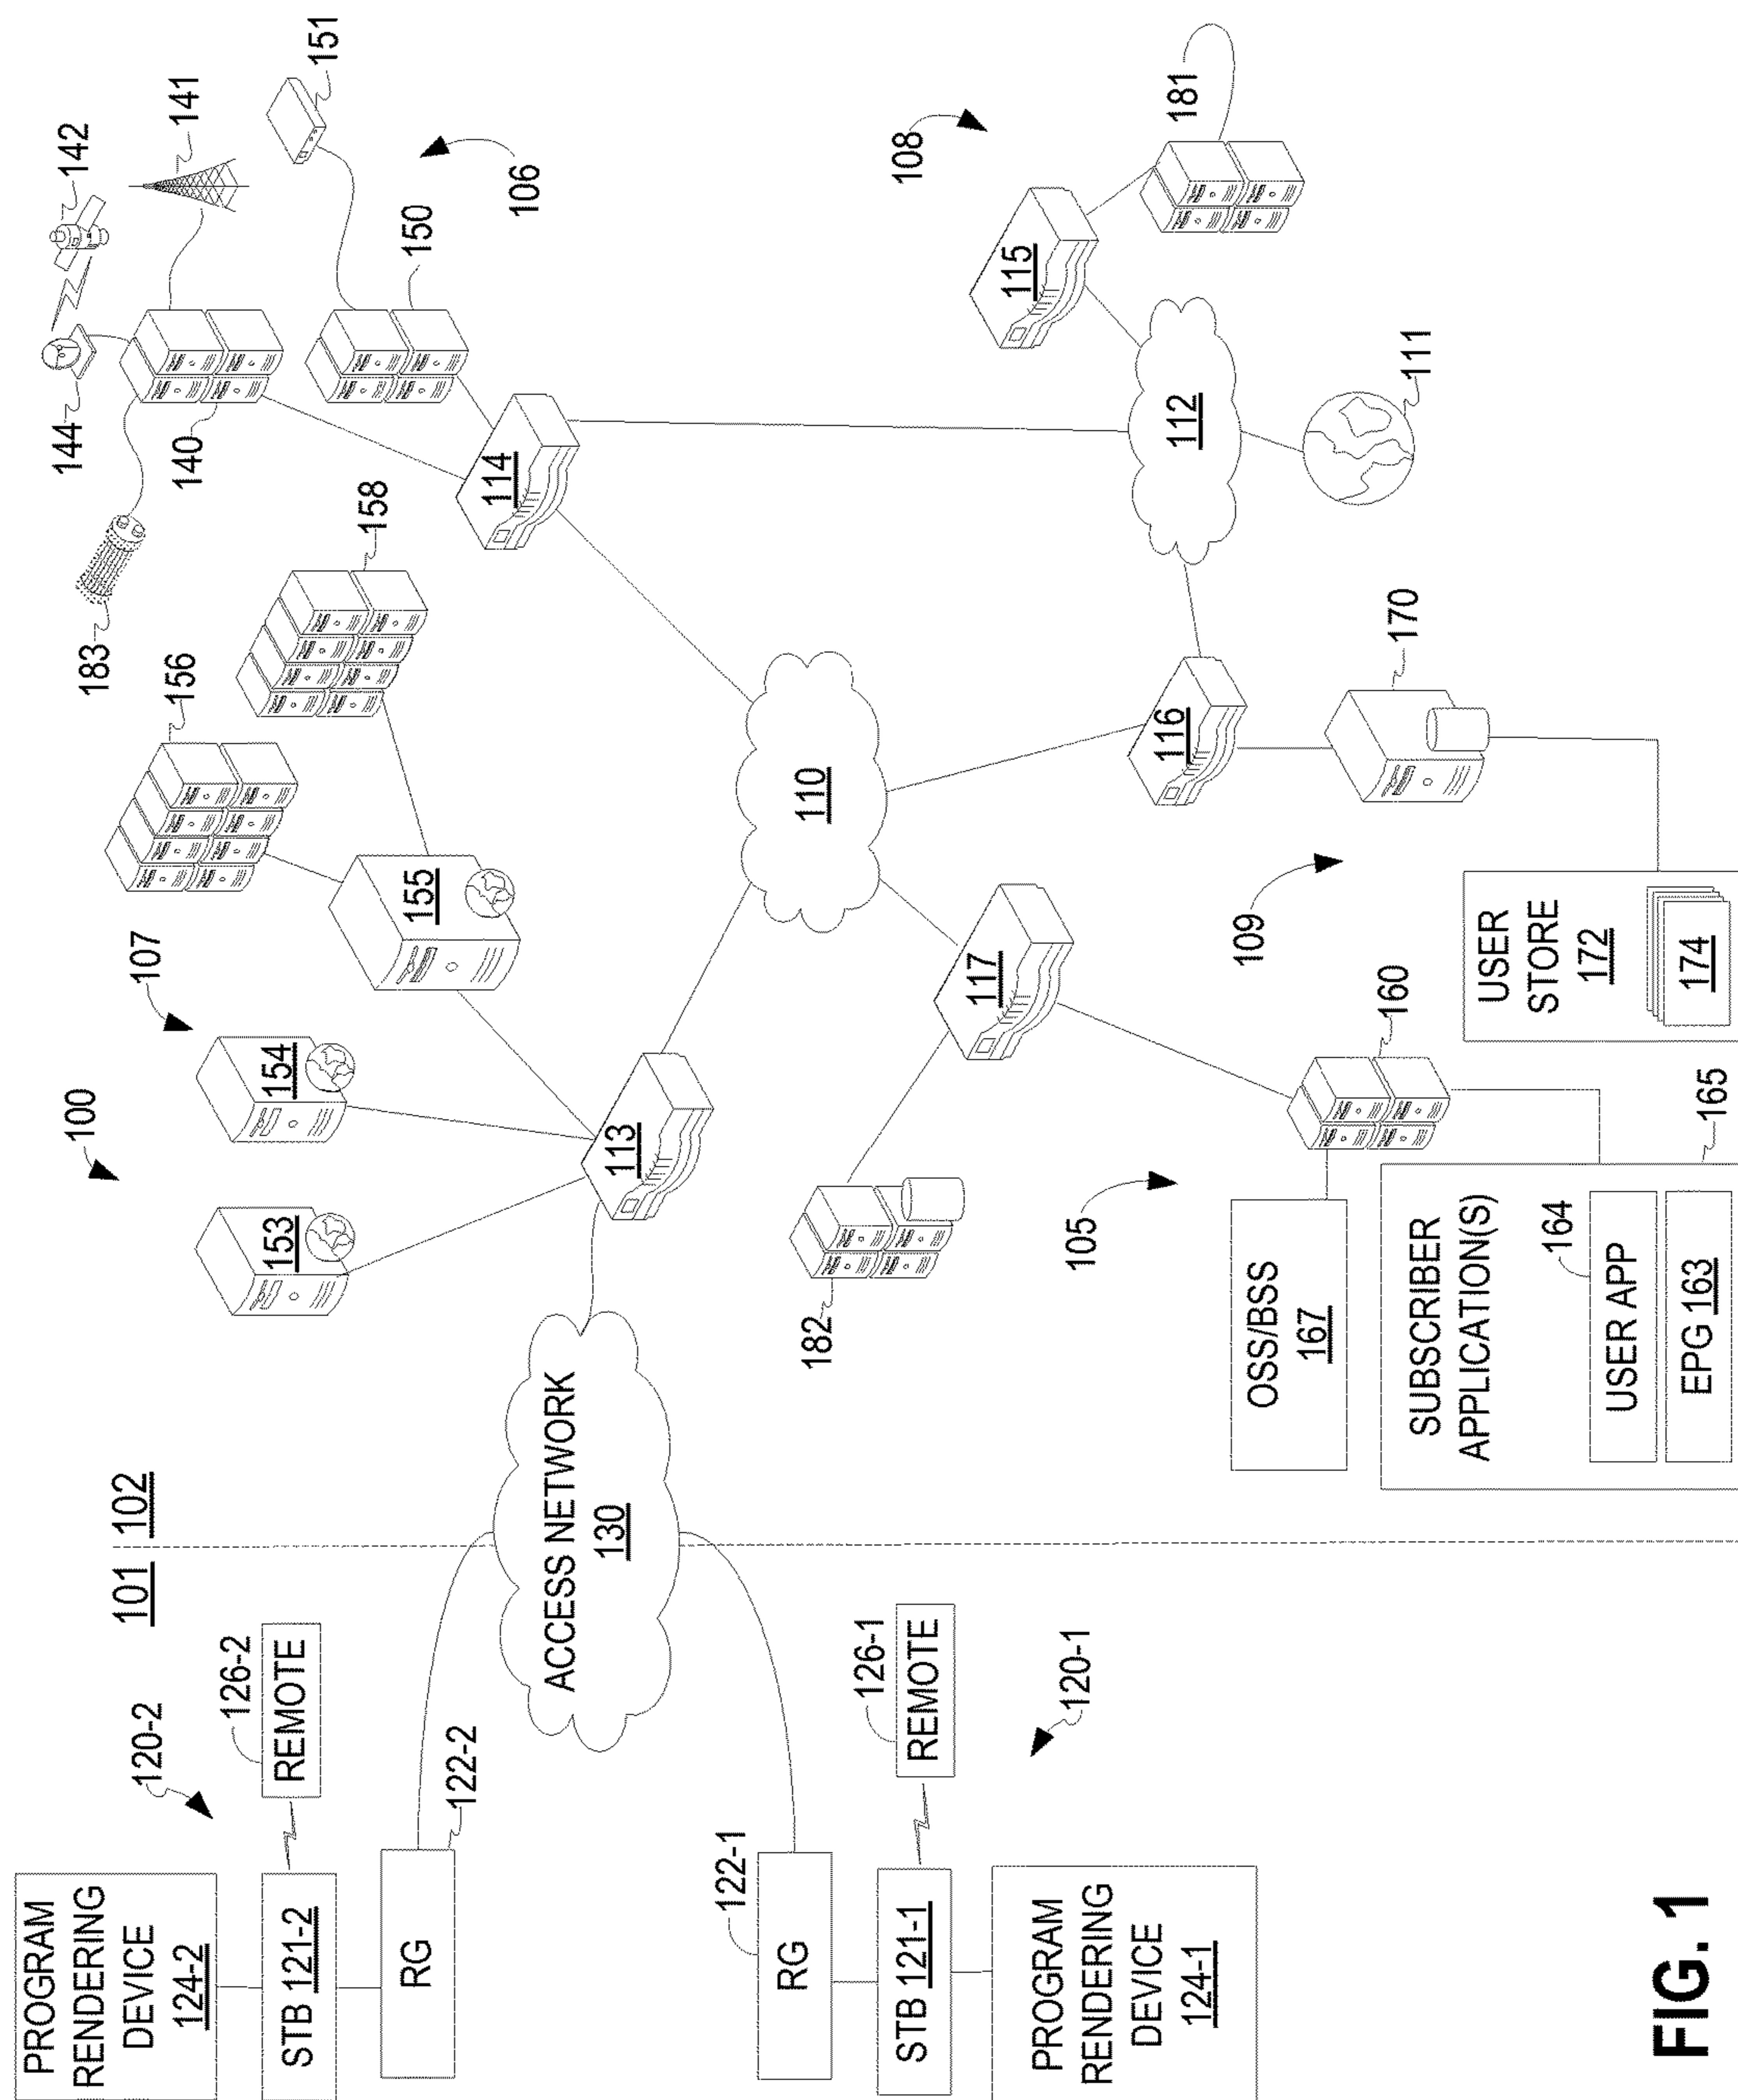 PROGRAM
RENDERING
DEVICE
124-2
STB 121-2
RG
120-2
126-2
REMOTE
122-2
101
102
ACCESS NETWORK
130
122-1
RG
STB 121-1
PROGRAM
RENDERING
DEVICE
124-1
126-1
REMOTE
120-1
100
107
153
154
155
156
158
113
183
144
142
141
151
140
150
106
114
110
117
182
105
OSS/BSS
167
160
SUBSCRIBER
APPLICATION(S)
164
165
USER APP
EPG 163
116
109
170
USER
STORE
172
174
112
111
115
108
181
FIG. 1